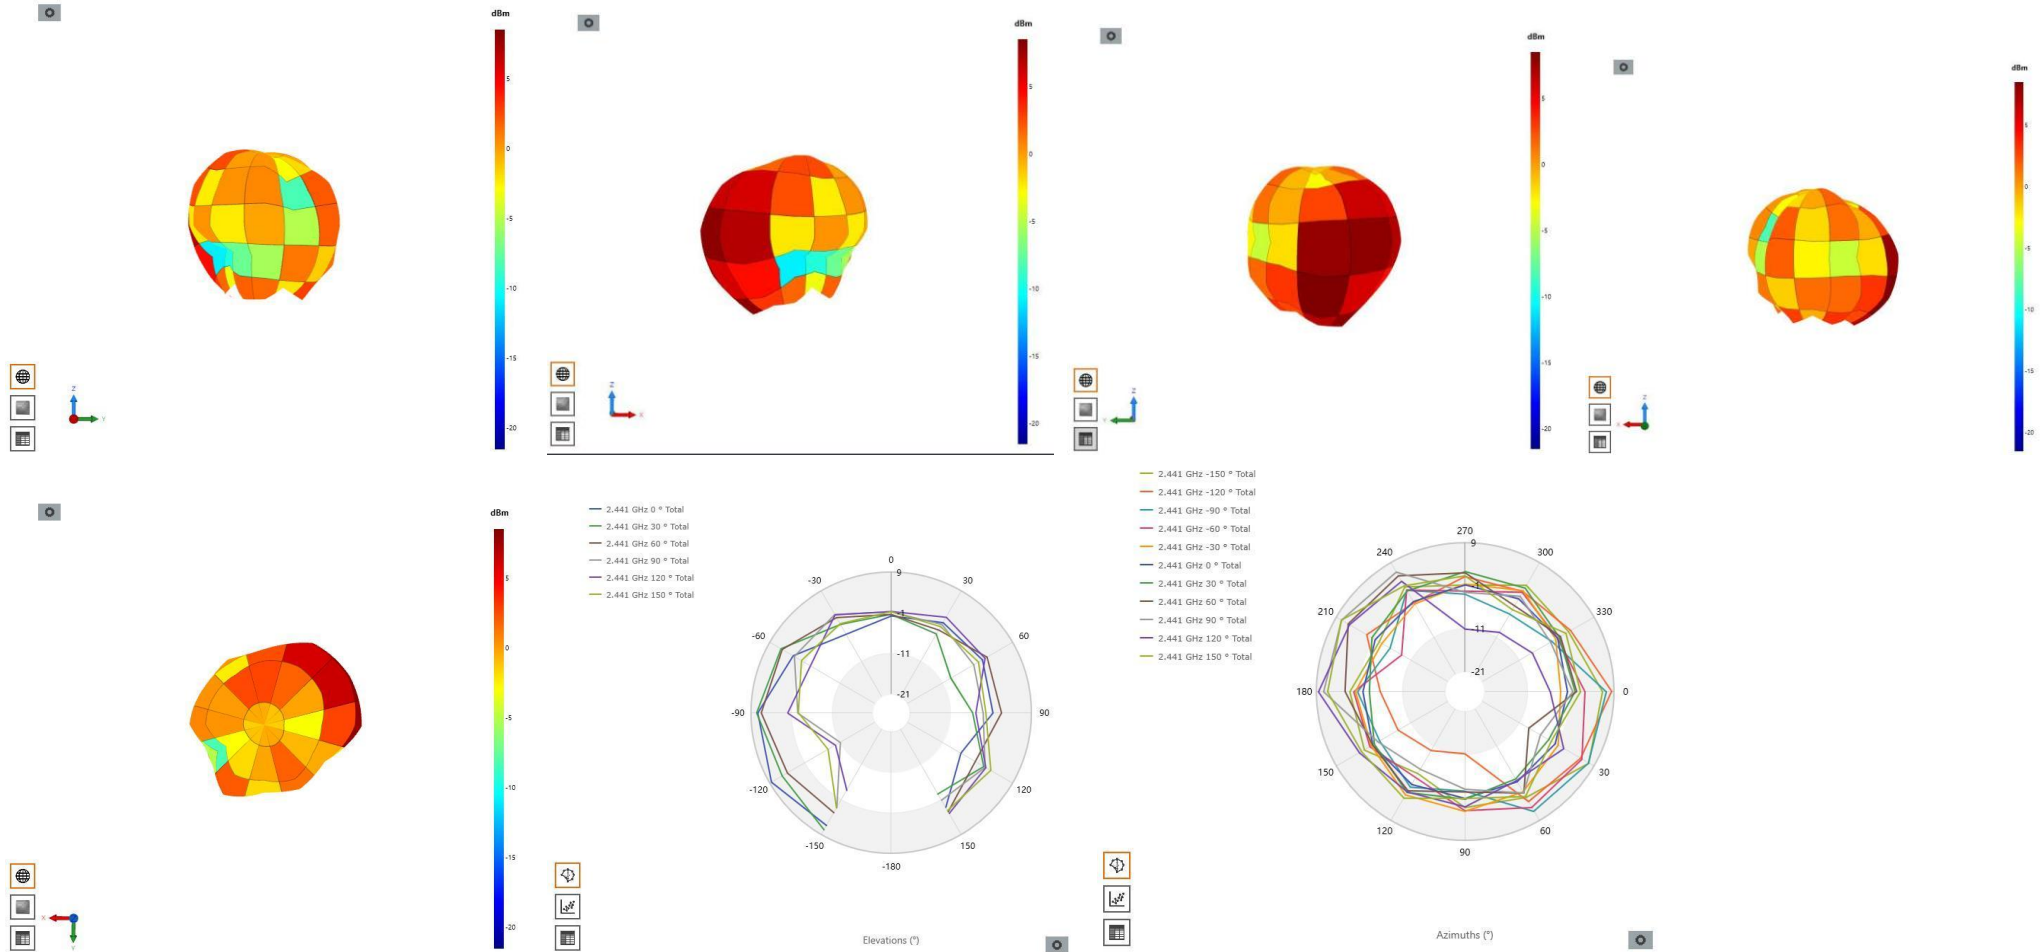 dBm
5
0
-5
-10
-15
-20
Z
Y
dBm
5
0
-5
-10
-15
-20
Z
X
dBm
5
0
-5
-10
-15
-20
Z
Y
dBm
5
0
-5
-10
-15
-20
Z
X
dBm
5
0
-5
-10
-15
-20
X
Y
2.441 GHz 0 ° Total
2.441 GHz 30 ° Total
2.441 GHz 60 ° Total
2.441 GHz 90 ° Total
2.441 GHz 120 ° Total
2.441 GHz 150 ° Total
0
9
-30
30
-1
-60
60
-11
-21
-90
90
-120
120
-150
150
-180
Elevations (°)
2.441 GHz -150 ° Total
2.441 GHz -120 ° Total
2.441 GHz -90 ° Total
2.441 GHz -60 ° Total
2.441 GHz -30 ° Total
2.441 GHz 0 ° Total
2.441 GHz 30 ° Total
2.441 GHz 60 ° Total
2.441 GHz 90 ° Total
2.441 GHz 120 ° Total
2.441 GHz 150 ° Total
270
9
240
300
-1
210
330
-11
-21
180
0
150
30
120
60
90
Azimuths (°)